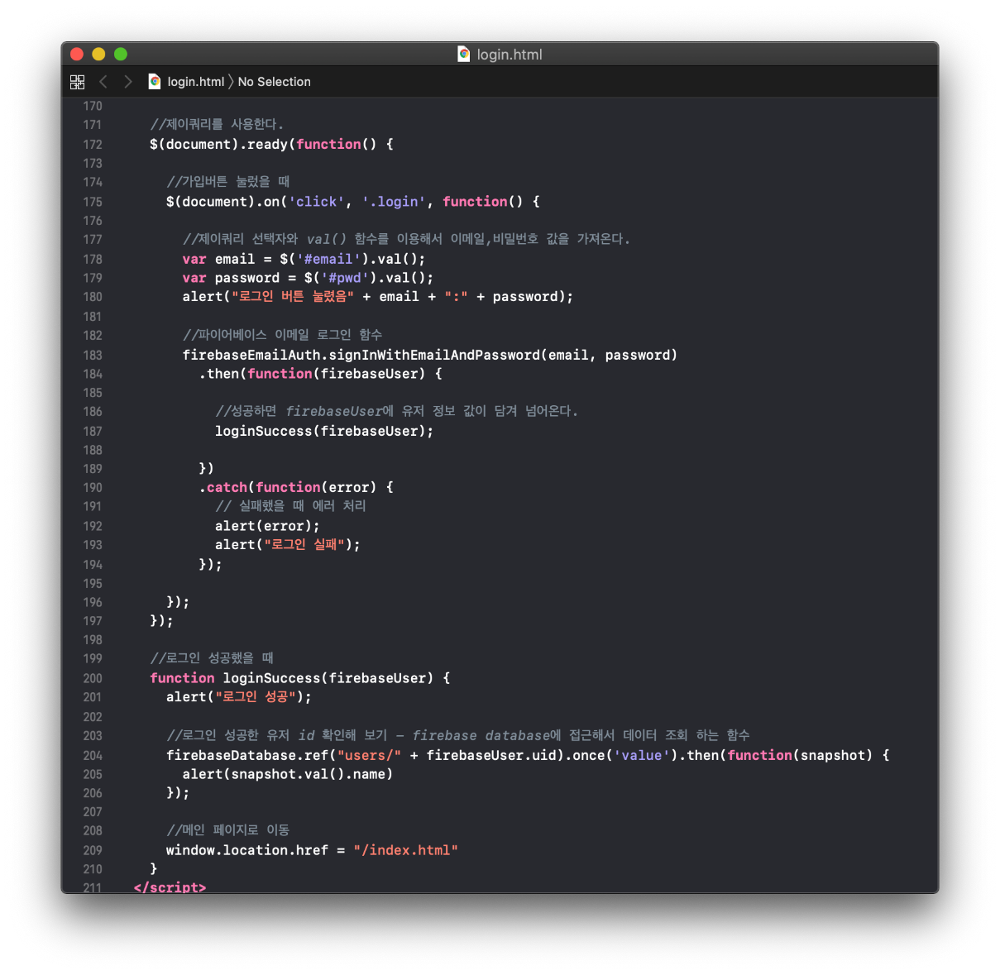 login.html
login.html 〉 No Selection
170
171 //제이쿼리를 사용한다.
172 $(document).ready(function() {
173
174 //가입버튼 눌렀을 때
175 $(document).on('click', '.login', function() {
176
177 //제이쿼리 선택자와 val() 함수를 이용해서 이메일,비밀번호 값을 가져온다.
178 var email = $('#email').val();
179 var password = $('#pwd').val();
180 alert("로그인 버튼 눌렸음" + email + ":" + password);
181
182 //파이어베이스 이메일 로그인 함수
183 firebaseEmailAuth.signInWithEmailAndPassword(email, password)
184 .then(function(firebaseUser) {
185
186 //성공하면 firebaseUser에 유저 정보 값이 담겨 넘어온다.
187 loginSuccess(firebaseUser);
188
189 })
190 .catch(function(error) {
191 // 실패했을 때 에러 처리
192 alert(error);
193 alert("로그인 실패");
194 });
195
196 });
197 });
198
199 //로그인 성공했을 때
200 function loginSuccess(firebaseUser) {
201 alert("로그인 성공");
202
203 //로그인 성공한 유저 id 확인해 보기 – firebase database에 접근해서 데이터 조회 하는 함수
204 firebaseDatabase.ref("users/" + firebaseUser.uid).once('value').then(function(snapshot) {
205 alert(snapshot.val().name)
206 });
207
208 //메인 페이지로 이동
209 window.location.href = "/index.html"
210 }
211 </script>